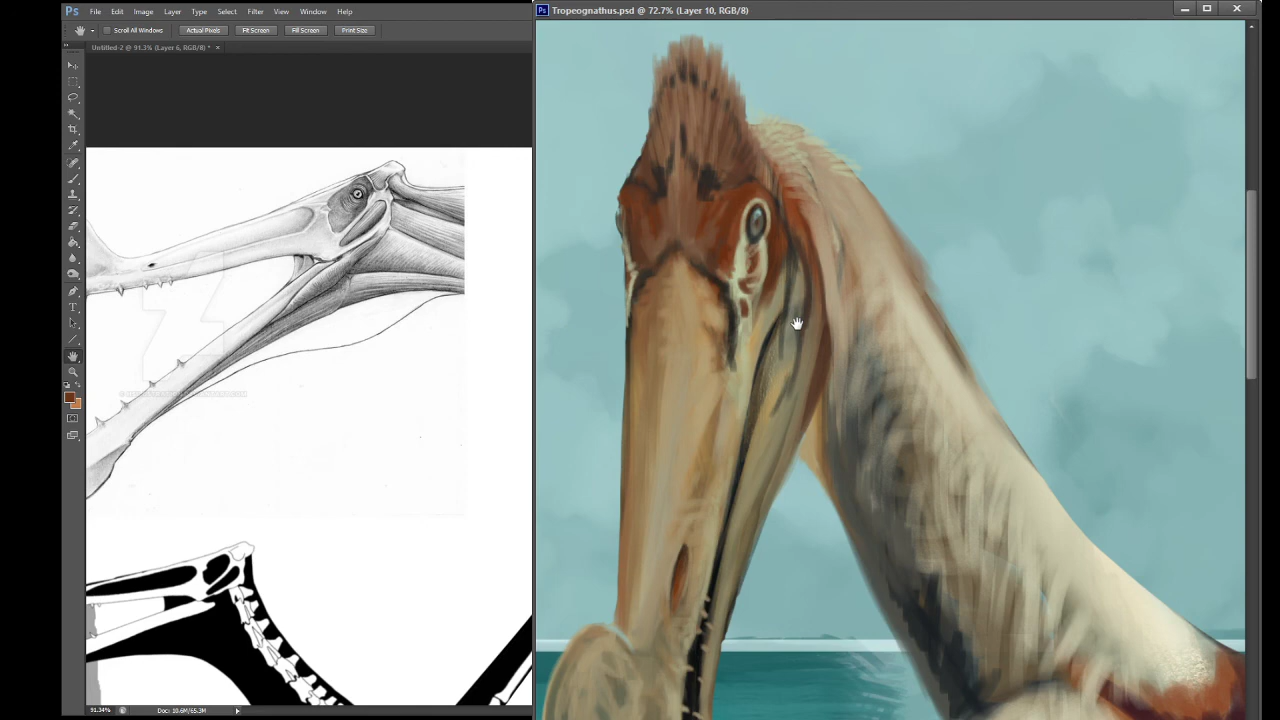 Ps File Edit Image Layer Type Select Filter View Window Help
Scroll All Windows Actual Pixels Fit Screen Fill Screen Print Size
Untitled-2 @ 91.3% (Layer 6, RGB/8) *
91.34% Doc: 10.6M/65.3M
Ps Tropeognathus.psd @ 72.7% (Layer 10, RGB/8)